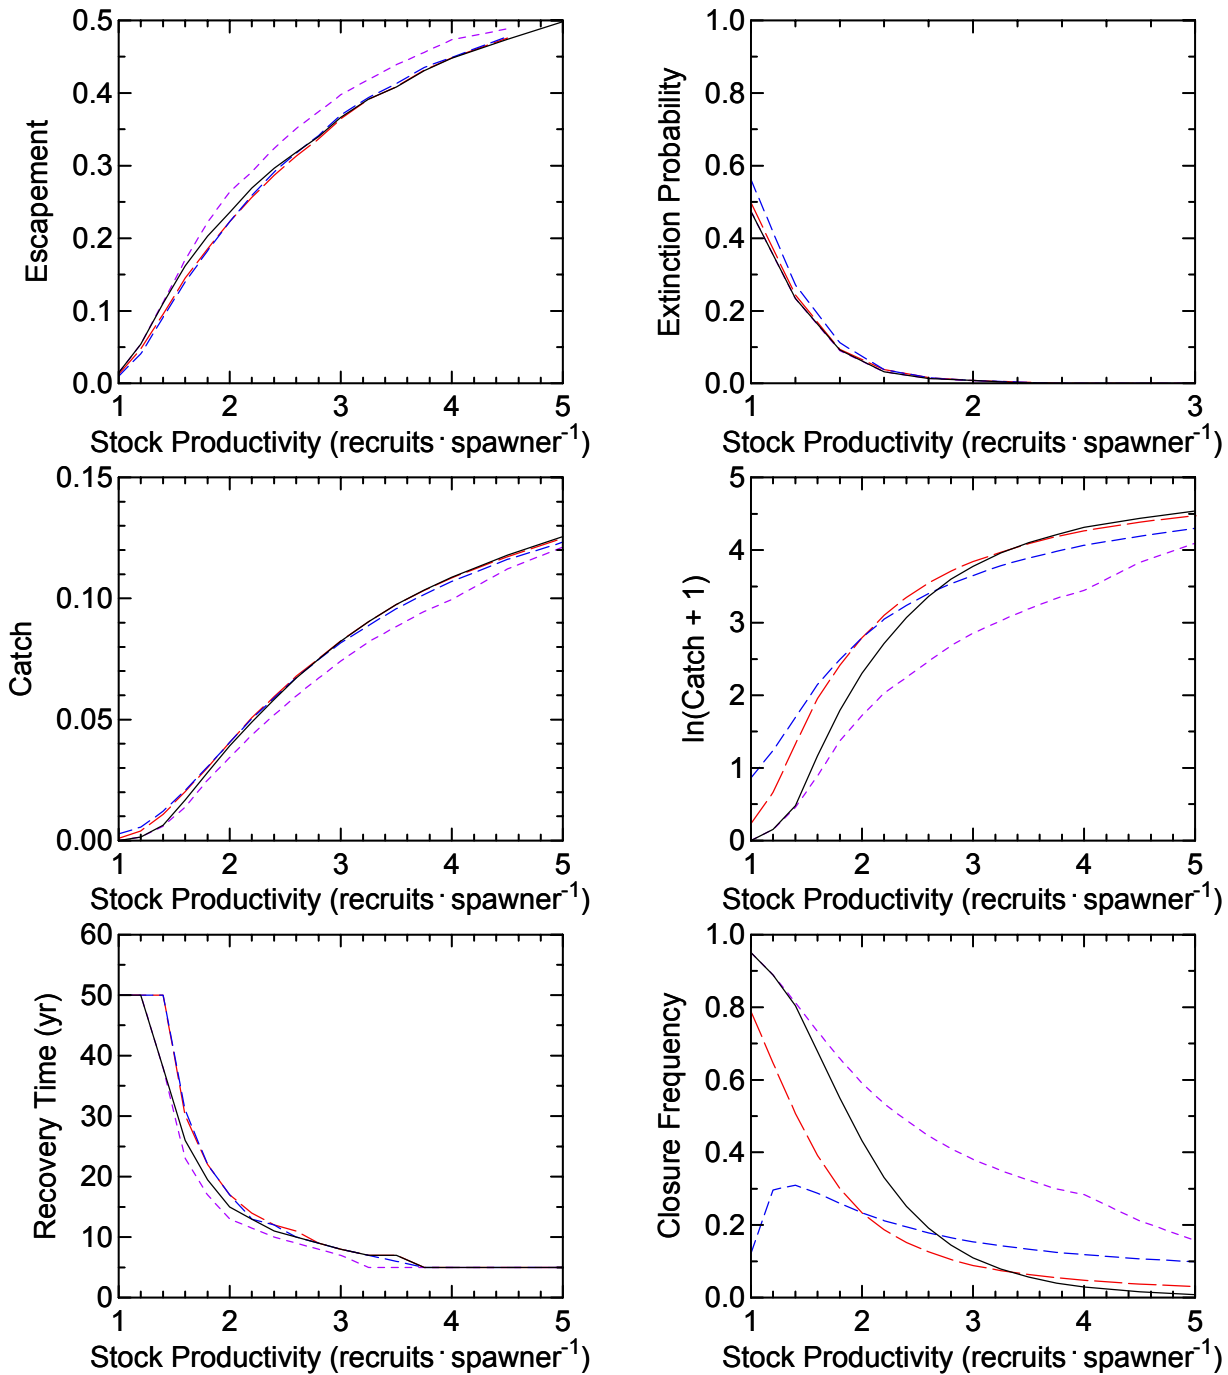 0.5
0.4
0.3
0.2
0.1
0.0
Escapement
1 2 3 4 5
Stock Productivity (recruits·spawner⁻¹)
1.0
0.8
0.6
0.4
0.2
0.0
Extinction Probability
1 2 3
Stock Productivity (recruits·spawner⁻¹)
0.15
0.10
0.05
0.00
Catch
1 2 3 4 5
Stock Productivity (recruits·spawner⁻¹)
5
4
3
2
1
0
ln(Catch + 1)
1 2 3 4 5
Stock Productivity (recruits·spawner⁻¹)
60
50
40
30
20
10
0
Recovery Time (yr)
1 2 3 4 5
Stock Productivity (recruits·spawner⁻¹)
1.0
0.8
0.6
0.4
0.2
0.0
Closure Frequency
1 2 3 4 5
Stock Productivity (recruits·spawner⁻¹)